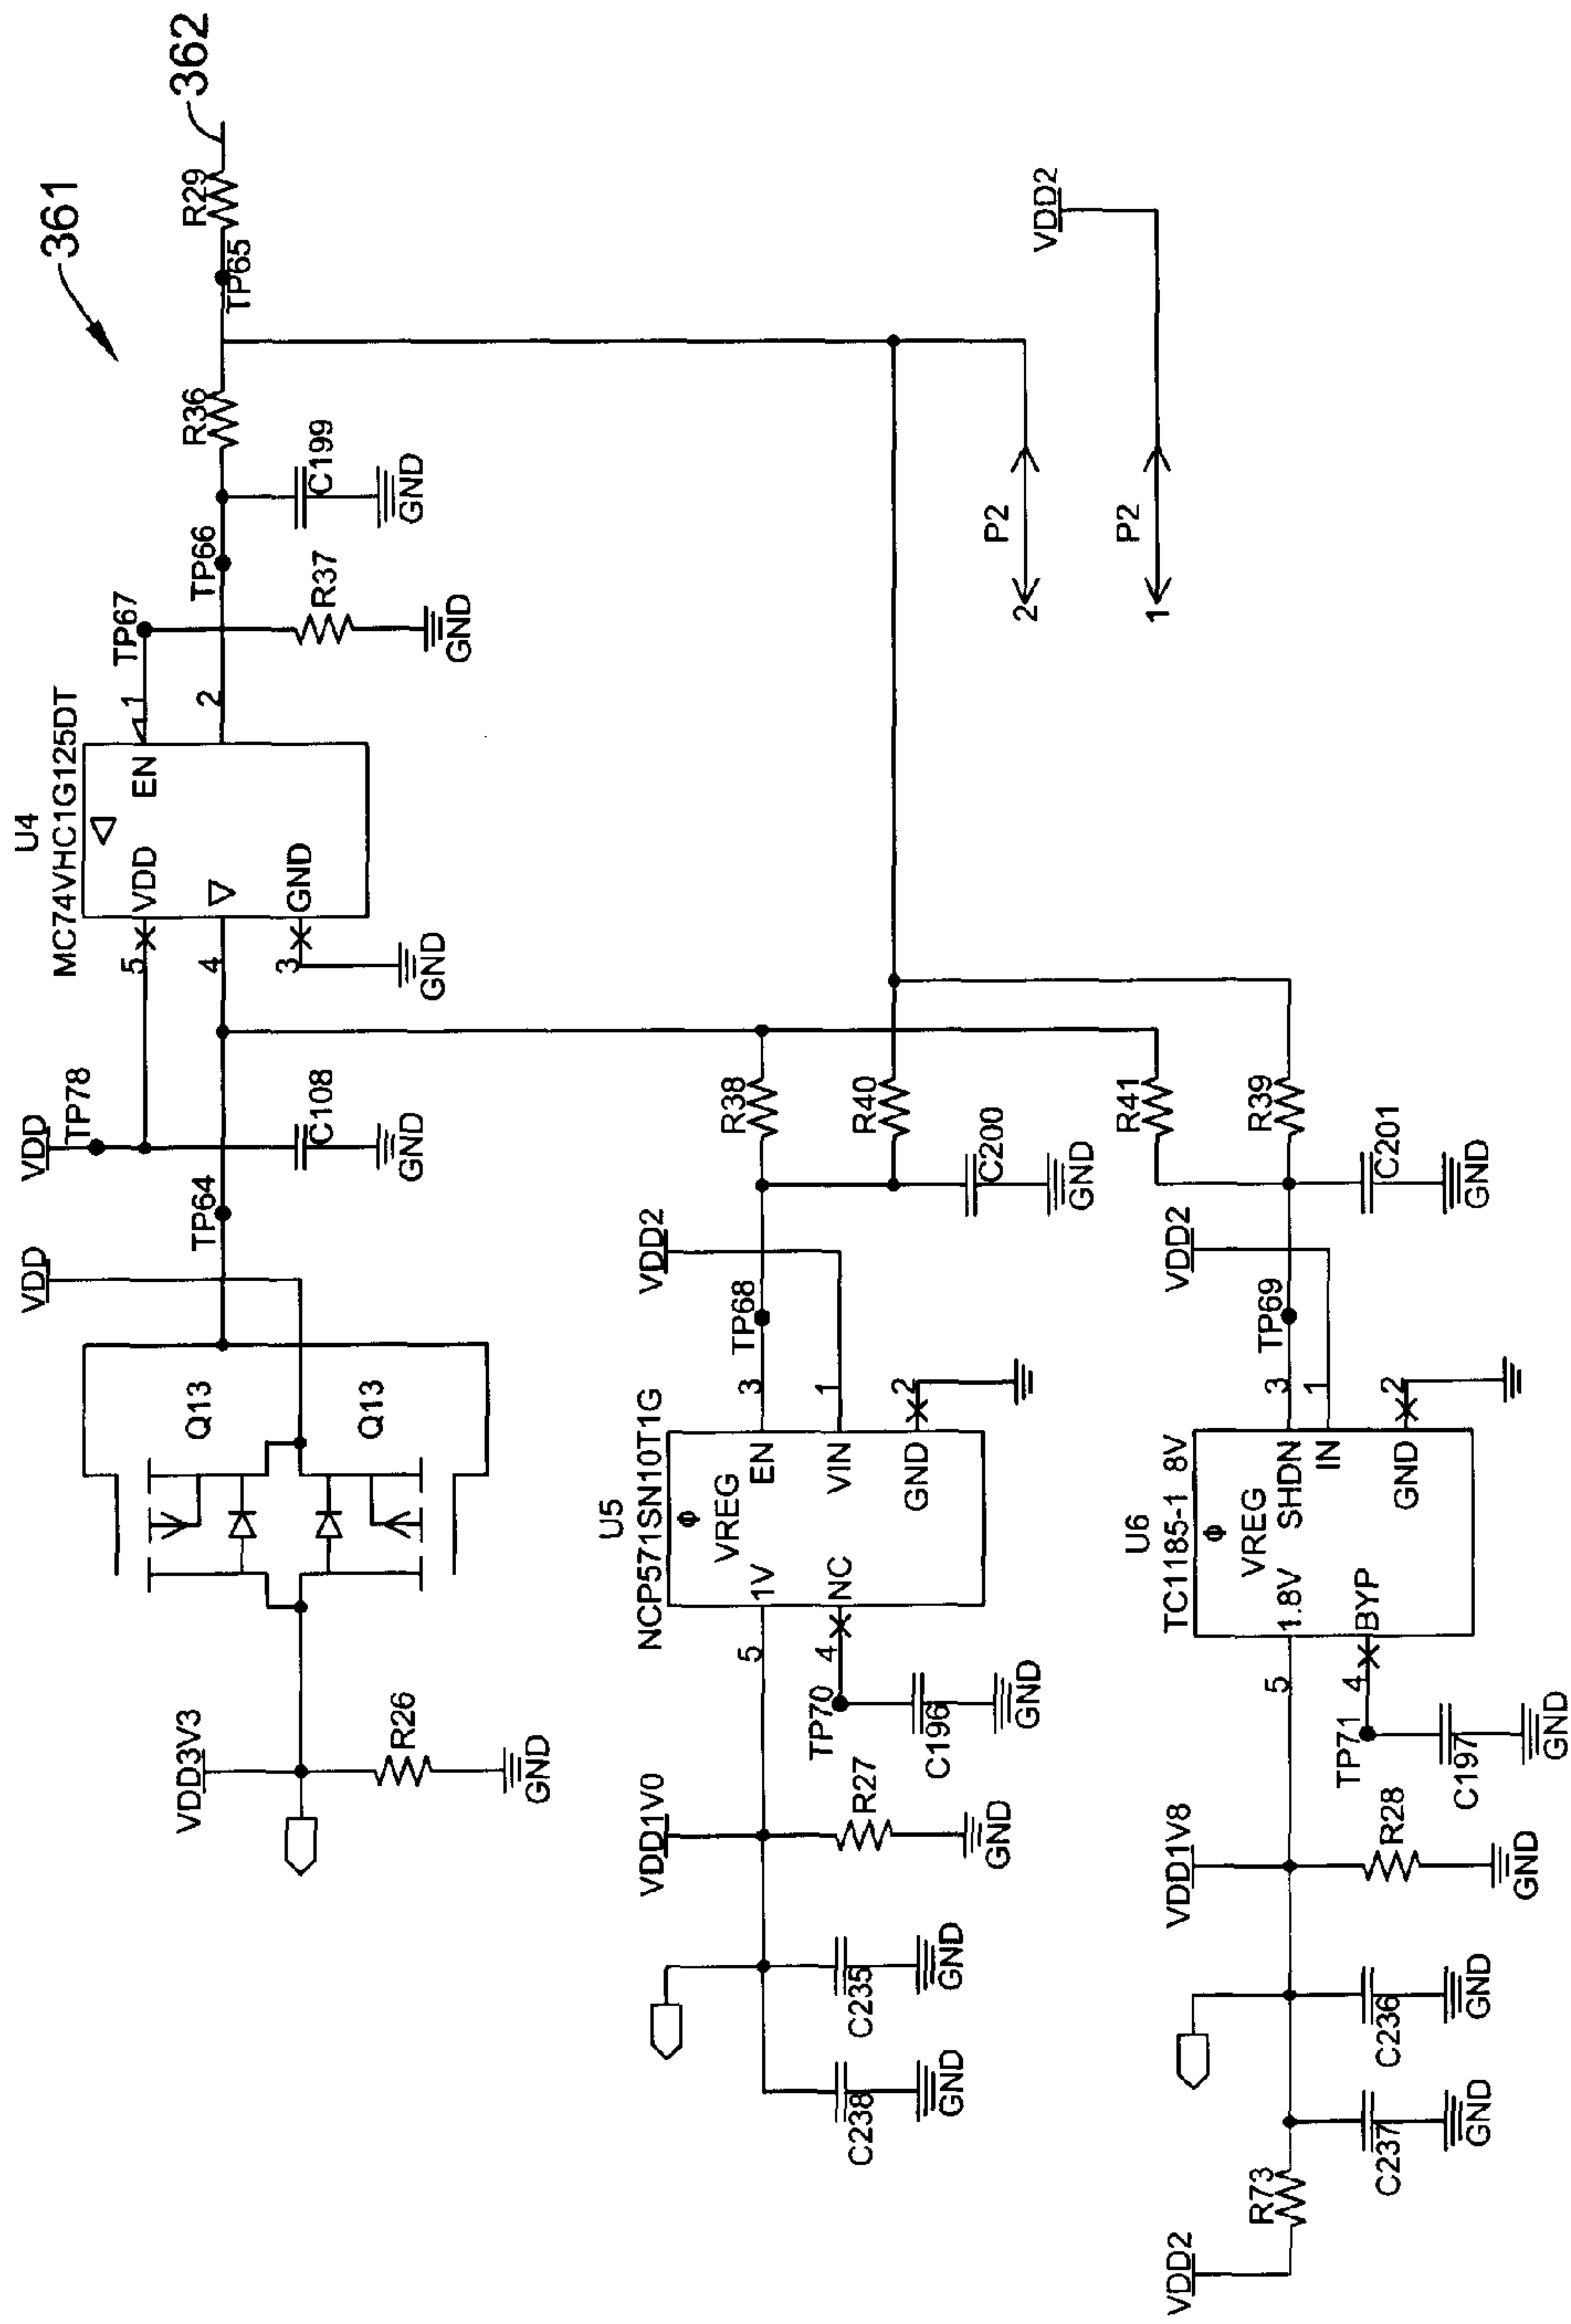 361
362
U4
MC74VHC1G125DT
VDD
EN
GND
5
4
3
1
2
GND
TP67
TP66
R37
GND
C199
GND
R36
TP65
R29
VDD
TP78
C108
GND
TP64
VDD
Q13
Q13
VDD3V3
R26
GND
U5
NCP571SN10T1G
Φ
VREG
1V
EN
NC
VIN
GND
5
4
3
1
2
TP68
VDD2
R38
R40
C200
GND
TP70
C196
GND
VDD1V0
R27
GND
C235
GND
C238
GND
P2
2
P2
1
VDD2
U6
TC1185-1 8V
Φ
VREG
1.8V
SHDN
IN
BYP
GND
5
4
3
1
2
TP69
VDD2
R41
R39
C201
GND
TP71
C197
GND
VDD1V8
R28
GND
C236
GND
C237
GND
R73
VDD2